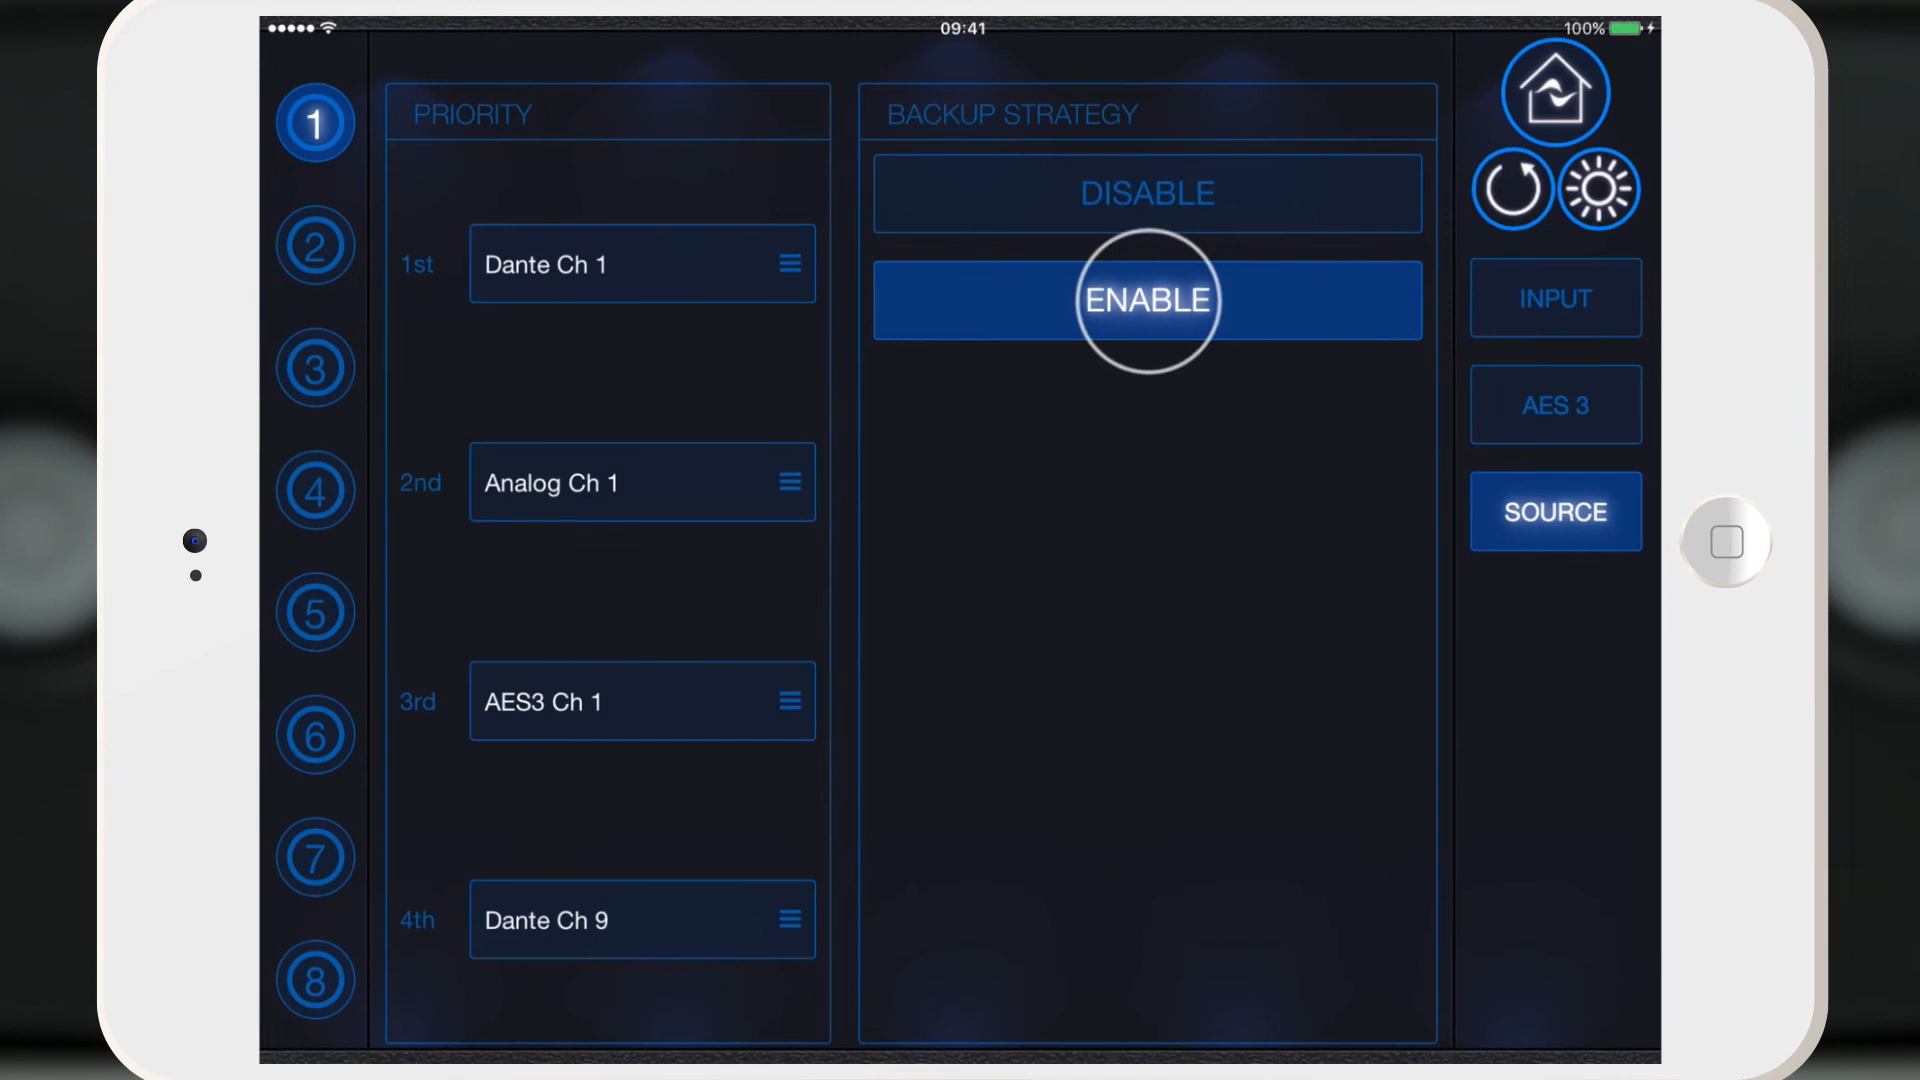 09:41
100%
1
2
3
4
5
6
7
8
PRIORITY
1st
Dante Ch 1
2nd
Analog Ch 1
3rd
AES3 Ch 1
4th
Dante Ch 9
BACKUP STRATEGY
DISABLE
ENABLE
INPUT
AES 3
SOURCE